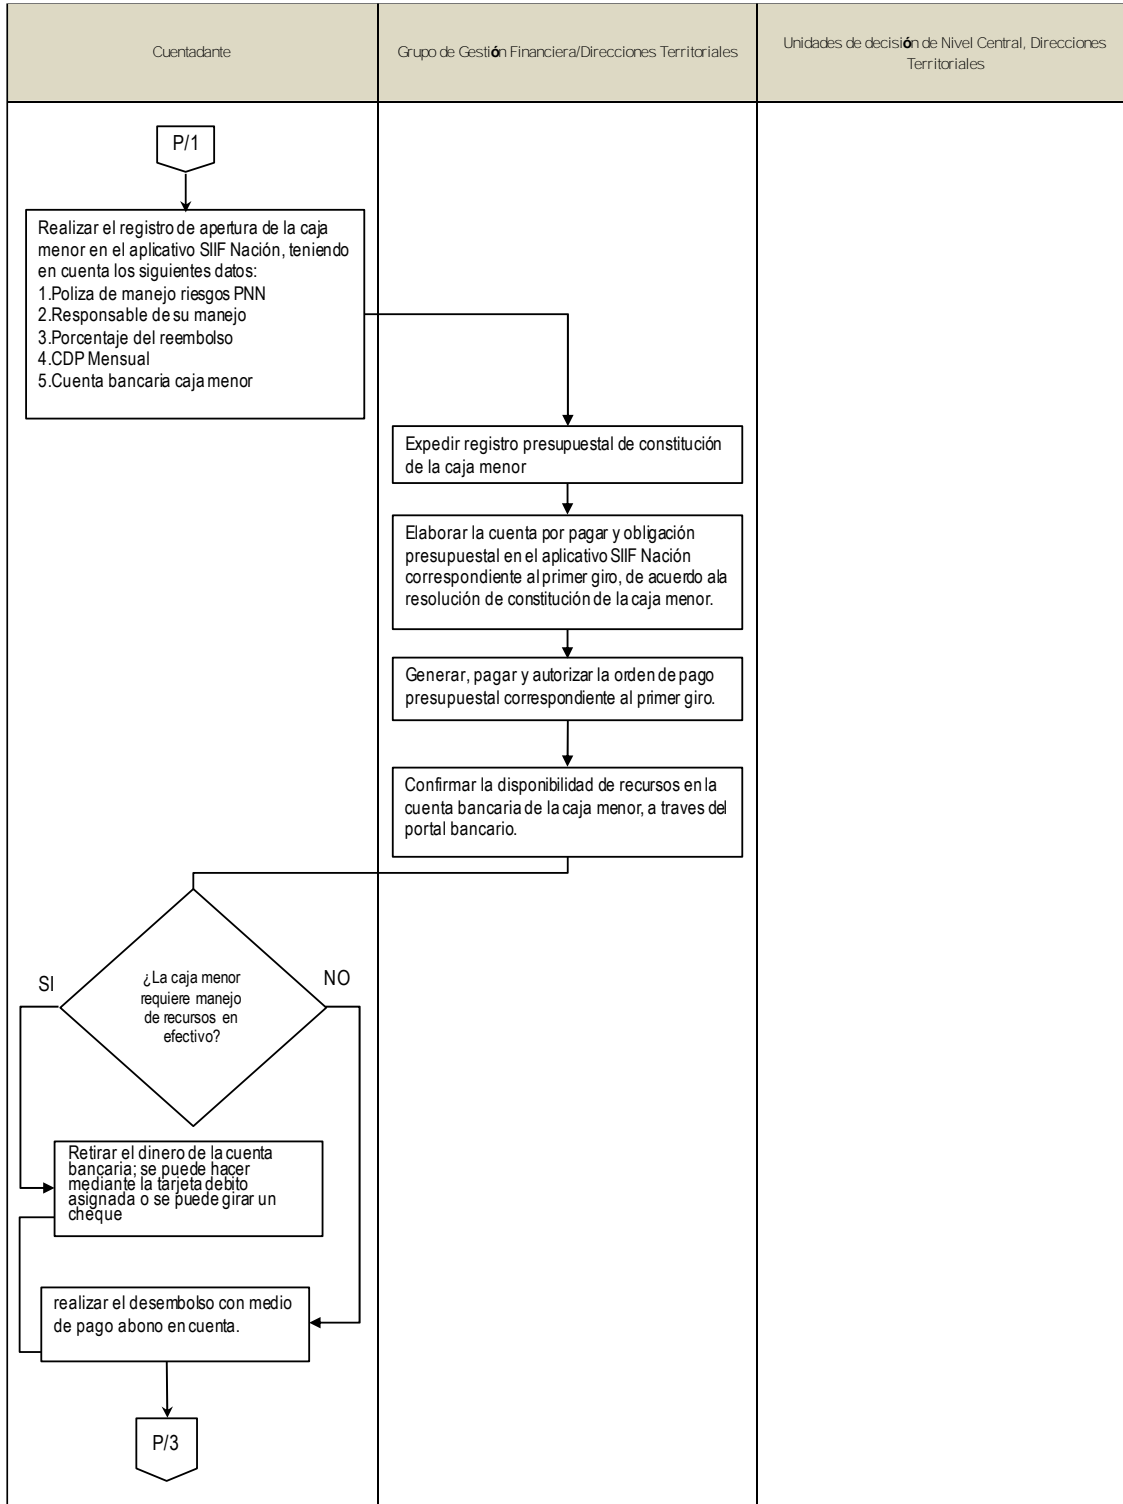 Cuentadante
Grupo de Gestión Financiera/Direcciones Territoriales
Unidades de decisión de Nivel Central, Direcciones
Territoriales
P/1
Realizar el registro de apertura de la caja
menor en el aplicativo SIIF Nación, teniendo
en cuenta los siguientes datos:
1.Poliza de manejo riesgos PNN
2.Responsable de su manejo
3.Porcentaje del reembolso
4.CDP Mensual
5.Cuenta bancaria caja menor
Expedir registro presupuestal de constitución
de la caja menor
Elaborar la cuenta por pagar y obligación
presupuestal en el aplicativo SIIF Nación
correspondiente al primer giro, de acuerdo ala
resolución de constitución de la caja menor.
Generar, pagar y autorizar la orden de pago
presupuestal correspondiente al primer giro.
Confirmar la disponibilidad de recursos en la
cuenta bancaria de la caja menor, a traves del
portal bancario.
¿La caja menor
requiere manejo
de recursos en
efectivo?
SI
NO
Retirar el dinero de la cuenta
bancaria; se puede hacer
mediante la tarjeta debito
asignada o se puede girar un
cheque
realizar el desembolso con medio
de pago abono en cuenta.
P/3